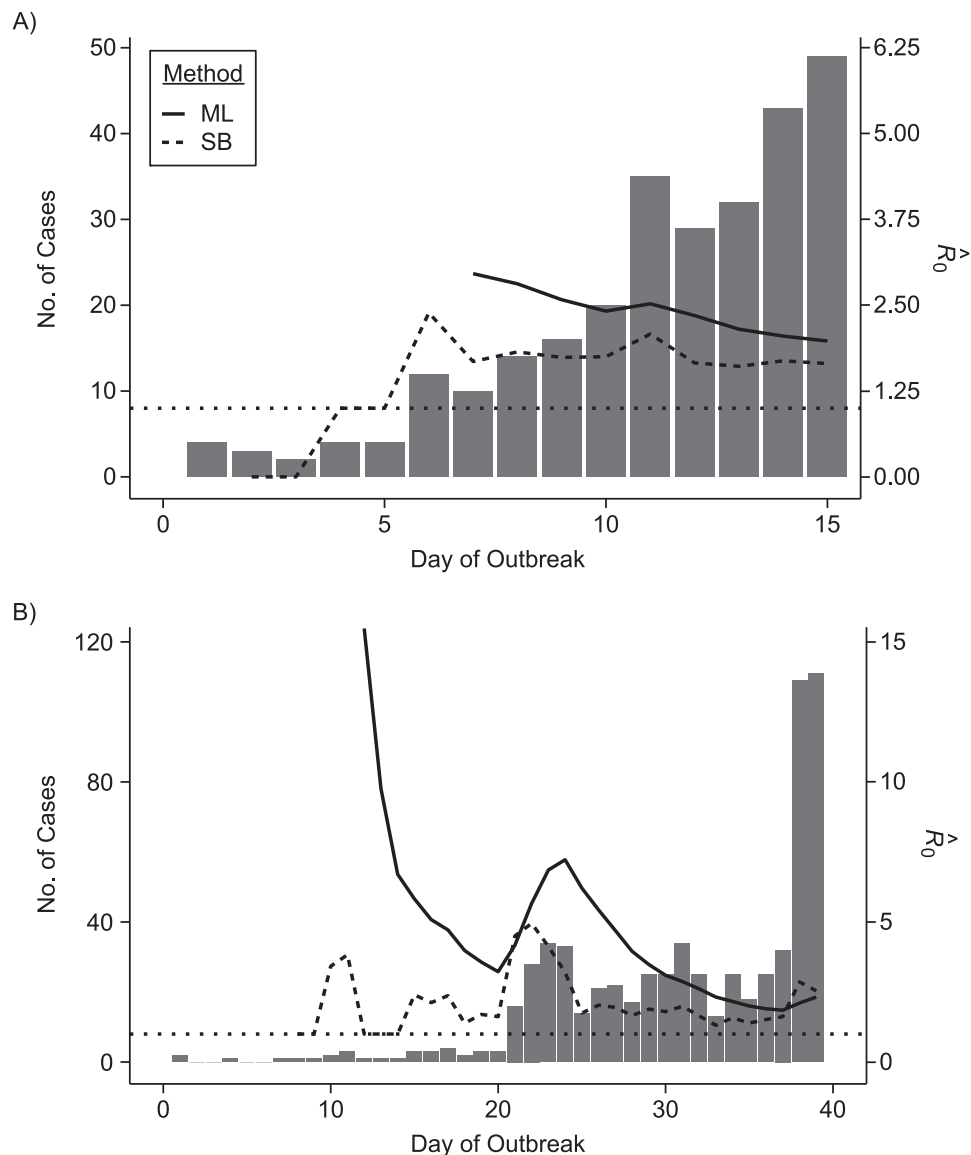 A)
Method
ML
SB
50
40
30
20
10
0
No. of Cases
6.25
5.00
3.75
2.50
1.25
0.00
R̂0
0 5 10 15
Day of Outbreak
B)
120
80
40
0
No. of Cases
15
10
5
0
R̂0
0 10 20 30 40
Day of Outbreak